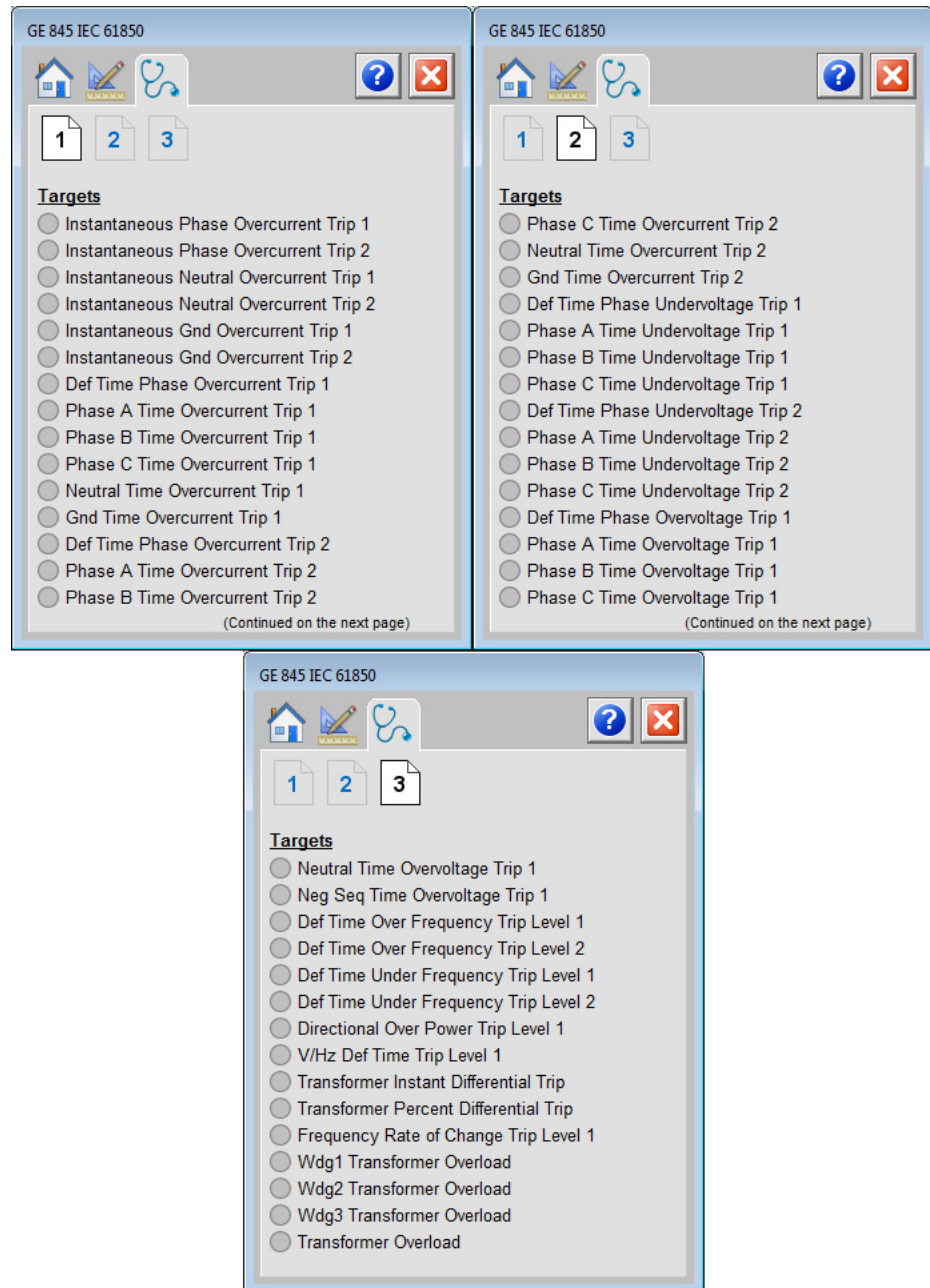 GE 845 IEC 61850
?
1 2 3
Targets
Instantaneous Phase Overcurrent Trip 1
Instantaneous Phase Overcurrent Trip 2
Instantaneous Neutral Overcurrent Trip 1
Instantaneous Neutral Overcurrent Trip 2
Instantaneous Gnd Overcurrent Trip 1
Instantaneous Gnd Overcurrent Trip 2
Def Time Phase Overcurrent Trip 1
Phase A Time Overcurrent Trip 1
Phase B Time Overcurrent Trip 1
Phase C Time Overcurrent Trip 1
Neutral Time Overcurrent Trip 1
Gnd Time Overcurrent Trip 1
Def Time Phase Overcurrent Trip 2
Phase A Time Overcurrent Trip 2
Phase B Time Overcurrent Trip 2
(Continued on the next page)
GE 845 IEC 61850
?
1 2 3
Targets
Phase C Time Overcurrent Trip 2
Neutral Time Overcurrent Trip 2
Gnd Time Overcurrent Trip 2
Def Time Phase Undervoltage Trip 1
Phase A Time Undervoltage Trip 1
Phase B Time Undervoltage Trip 1
Phase C Time Undervoltage Trip 1
Def Time Phase Undervoltage Trip 2
Phase A Time Undervoltage Trip 2
Phase B Time Undervoltage Trip 2
Phase C Time Undervoltage Trip 2
Def Time Phase Overvoltage Trip 1
Phase A Time Overvoltage Trip 1
Phase B Time Overvoltage Trip 1
Phase C Time Overvoltage Trip 1
(Continued on the next page)
GE 845 IEC 61850
?
1 2 3
Targets
Neutral Time Overvoltage Trip 1
Neg Seq Time Overvoltage Trip 1
Def Time Over Frequency Trip Level 1
Def Time Over Frequency Trip Level 2
Def Time Under Frequency Trip Level 1
Def Time Under Frequency Trip Level 2
Directional Over Power Trip Level 1
V/Hz Def Time Trip Level 1
Transformer Instant Differential Trip
Transformer Percent Differential Trip
Frequency Rate of Change Trip Level 1
Wdg1 Transformer Overload
Wdg2 Transformer Overload
Wdg3 Transformer Overload
Transformer Overload